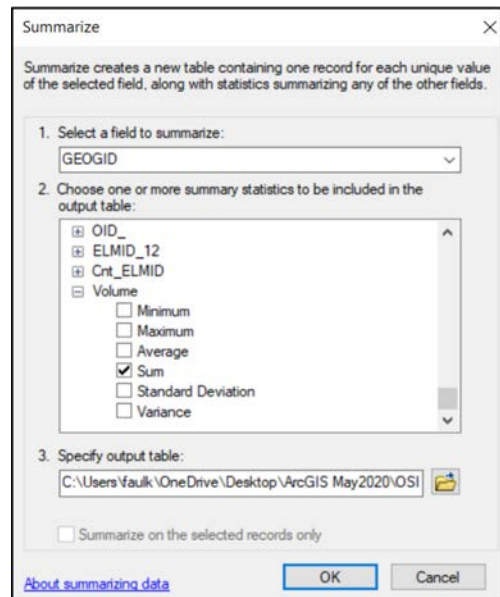 Summarize
Summarize creates a new table containing one record for each unique value
of the selected field, along with statistics summarizing any of the other fields.
1. Select a field to summarize:
GEOGID
2. Choose one or more summary statistics to be included in the
output table:
OID_
ELMID_12
Cnt_ELMID
Volume
Minimum
Maximum
Average
Sum
Standard Deviation
Variance
3. Specify output table:
C:\Users\faulk\OneDrive\Desktop\ArcGIS May2020\OSI
Summarize on the selected records only
About summarizing data
OK
Cancel